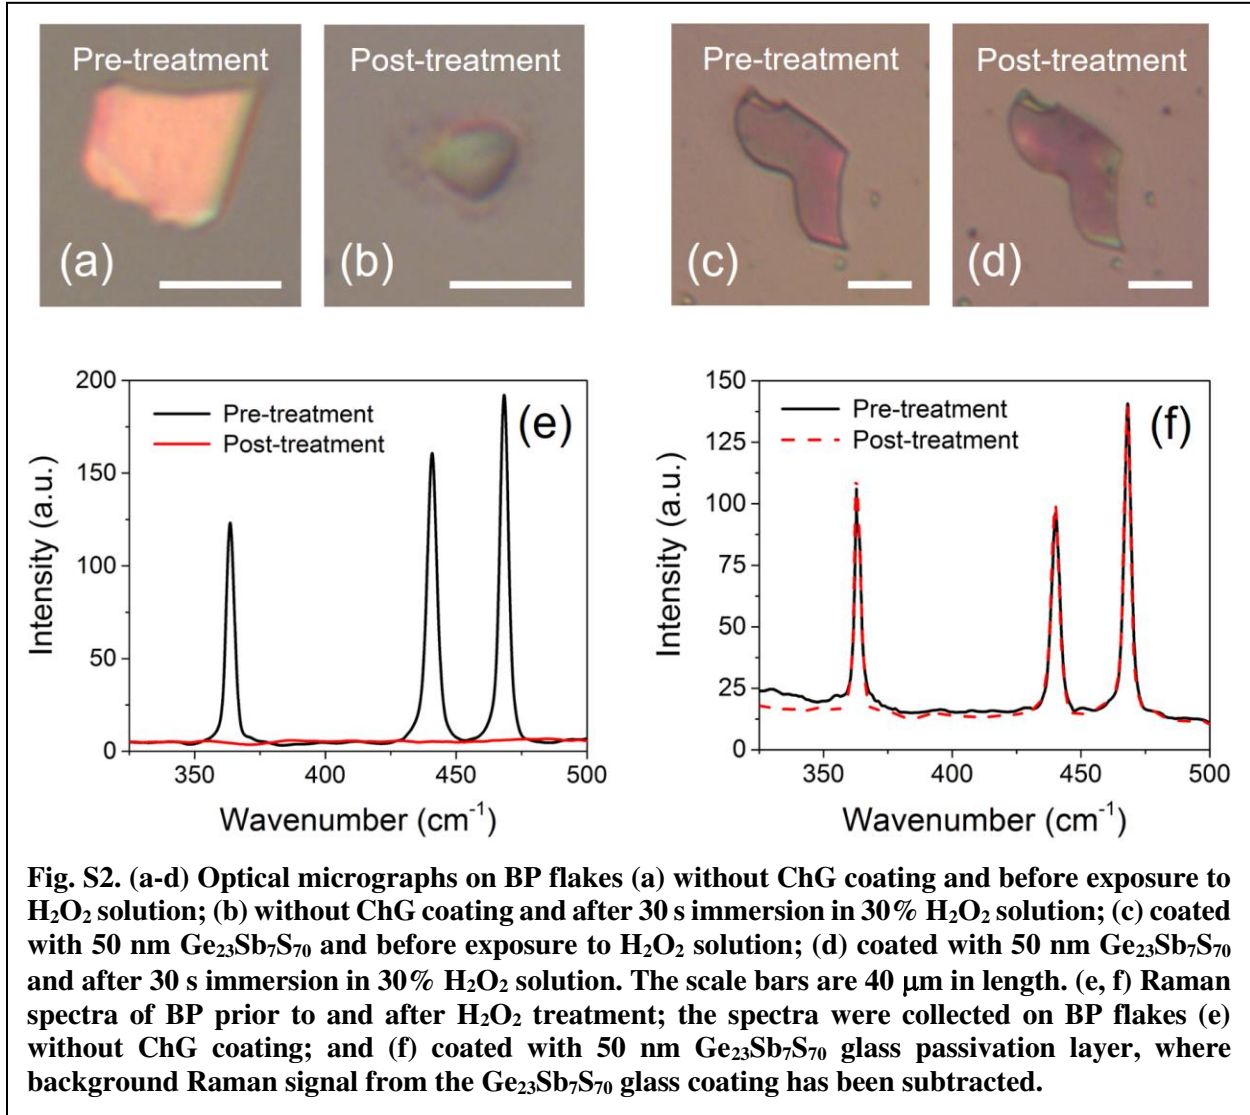 Pre-treatment
Post-treatment
Pre-treatment
Post-treatment
(a)
(b)
(c)
(d)
200
150
100
50
0
350
400
450
500
Intensity (a.u.)
Wavenumber (cm⁻¹)
Pre-treatment
Post-treatment
(e)
150
125
100
75
50
25
0
350
400
450
500
Intensity (a.u.)
Wavenumber (cm⁻¹)
Pre-treatment
Post-treatment
(f)
Fig. S2. (a-d) Optical micrographs on BP flakes (a) without ChG coating and before exposure to
H₂O₂ solution; (b) without ChG coating and after 30 s immersion in 30% H₂O₂ solution; (c) coated
with 50 nm Ge₂₃Sb₇S₇₀ and before exposure to H₂O₂ solution; (d) coated with 50 nm Ge₂₃Sb₇S₇₀
and after 30 s immersion in 30% H₂O₂ solution. The scale bars are 40 μm in length. (e, f) Raman
spectra of BP prior to and after H₂O₂ treatment; the spectra were collected on BP flakes (e)
without ChG coating; and (f) coated with 50 nm Ge₂₃Sb₇S₇₀ glass passivation layer, where
background Raman signal from the Ge₂₃Sb₇S₇₀ glass coating has been subtracted.